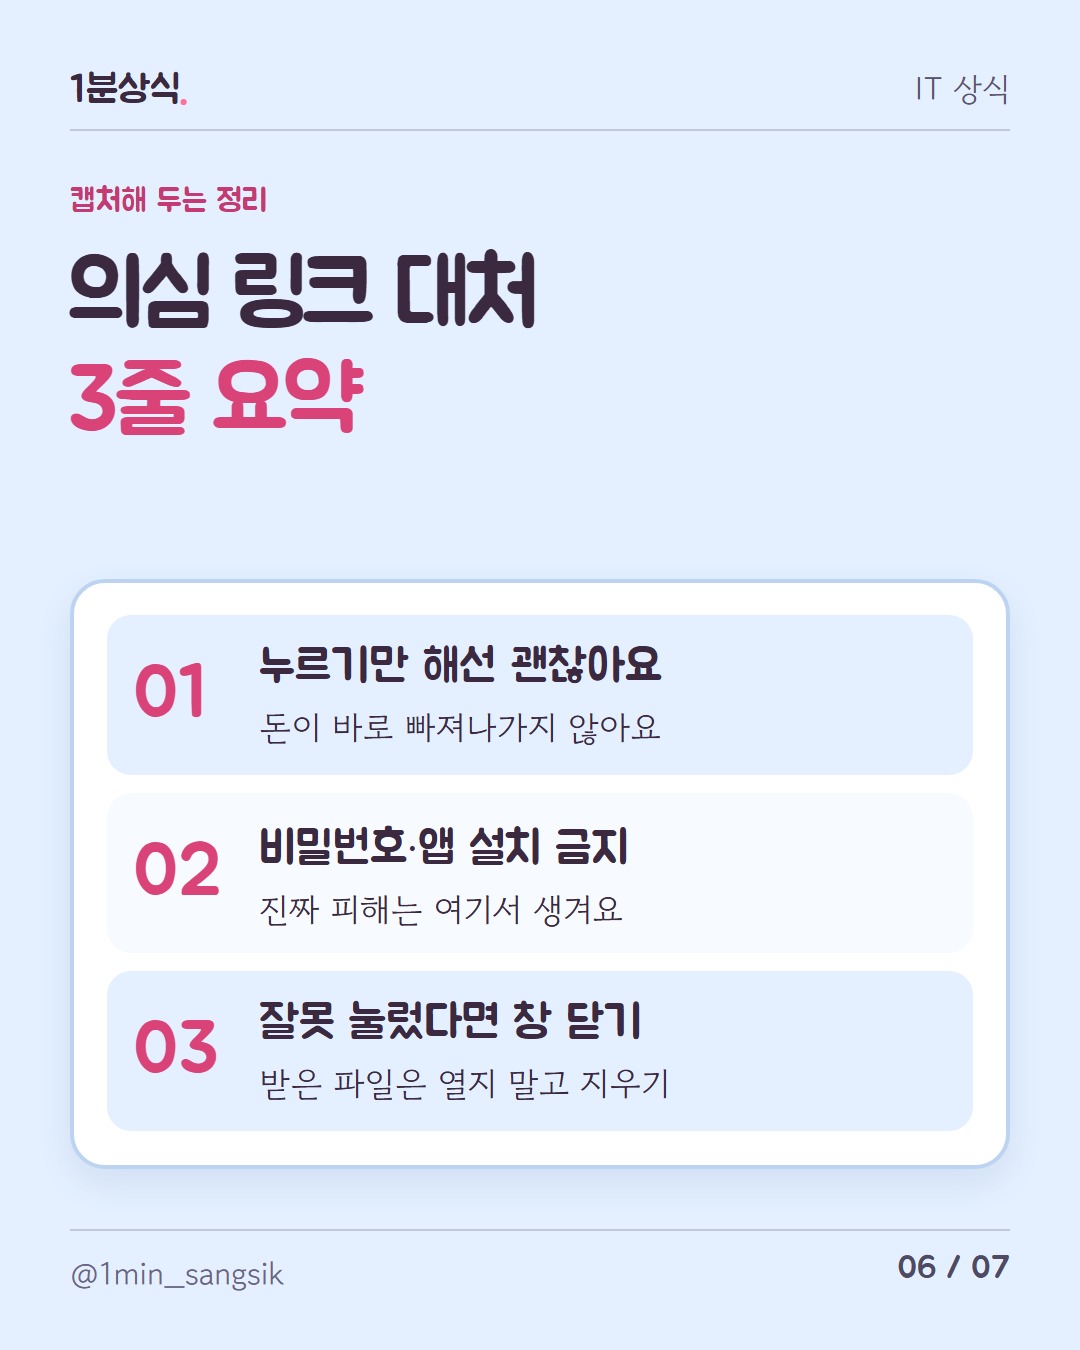 1분상식.
IT 상식
캡처해 두는 정리
의심 링크 대처
3줄 요약
01
누르기만 해선 괜찮아요
돈이 바로 빠져나가지 않아요
02
비밀번호·앱 설치 금지
진짜 피해는 여기서 생겨요
03
잘못 눌렀다면 창 닫기
받은 파일은 열지 말고 지우기
@1min_sangsik
06 / 07